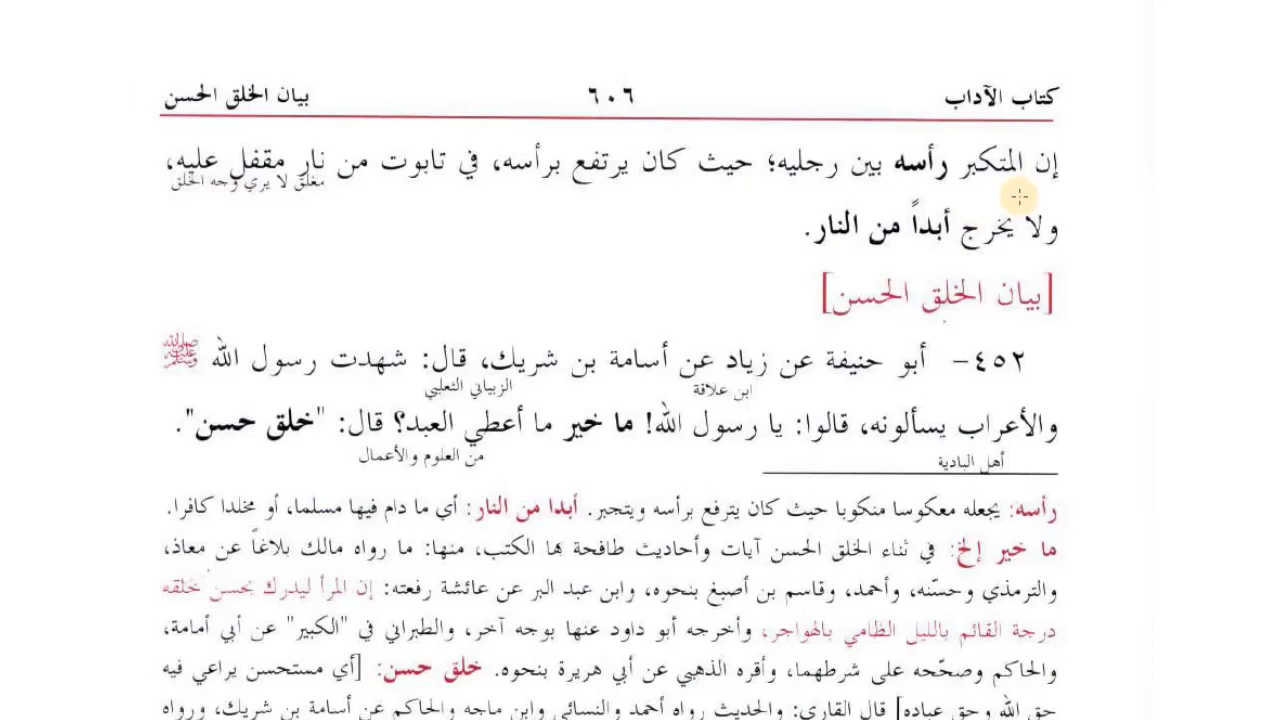 كتاب الآداب ٦٠٦ بيان الخلق الحسن
إن المتكبر رأسه بين رجليه؛ حيث كان يرتفع برأسه، في تابوت من نار مقفل عليه،
مغلق لا يرى وجه الخلق
ولا يخرج أبداً من النار.
[بيان الخلق الحسن]
٤٥٢- أبو حنيفة عن زياد عن أسامة بن شريك، قال: شهدت رسول الله ﷺ
ابن علاقة الزبياني الثعلبي
والأعراب يسألونه، قالوا: يا رسول الله! ما خير ما أعطي العبد؟ قال: "خلق حسن".
أهل البادية من العلوم والأعمال
رأسه: يجعله معكوسا منكوبا حيث كان يترفع برأسه ويتجبر. أبدا من النار: أي ما دام فيها مسلما، أو مخلدا كافرا.
ما خير إلخ: في ثناء الخلق الحسن آيات وأحاديث طافحة بها الكتب، منها: ما رواه مالك بلاغاً عن معاذ،
والترمذي وحسّنه، وأحمد، وقاسم بن أصبغ بنحوه، وابن عبد البر عن عائشة رفعته: إن المرأ ليدرك بحسن خلقه
درجة القائم بالليل الظامي بالهواجر، وأخرجه أبو داود عنها بوجه آخر، والطبراني في "الكبير" عن أبي أمامة،
والحاكم وصحّحه على شرطهما، وأقره الذهبي عن أبي هريرة بنحوه. خلق حسن: [أي مستحسن يراعي فيه
حق الله وحق عباده] قال القاري: والحديث رواه أحمد والنسائي وابن ماجه والحاكم عن أسامة بن شريك، ورواه